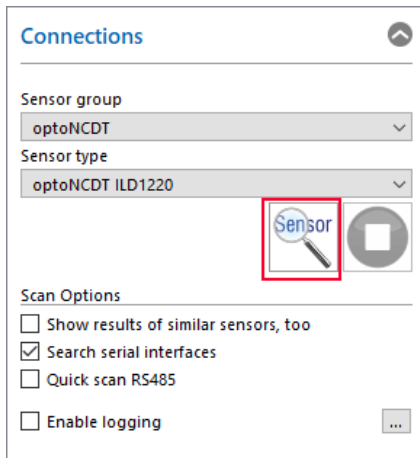 Connections
Sensor group
optoNCDT
Sensor type
optoNCDT ILD1220
Sensor
Scan Options
Show results of similar sensors, too
Search serial interfaces
Quick scan RS485
Enable logging
...